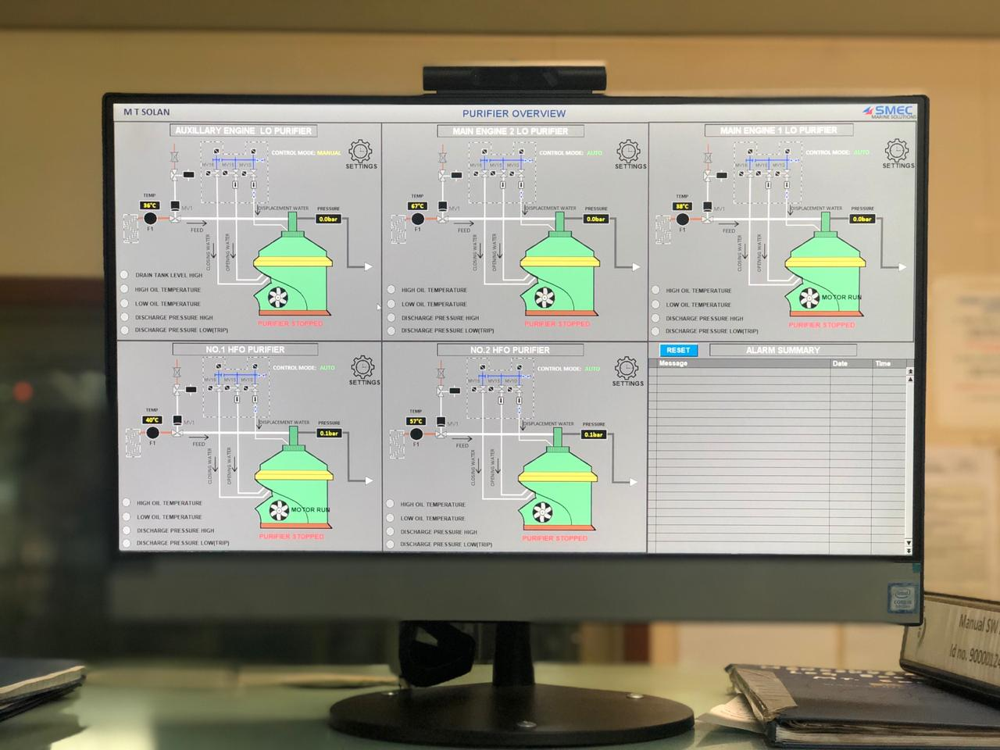 M T SOLAN
PURIFIER OVERVIEW
SMEC
MARINE SOLUTIONS
AUXILLARY ENGINE LO PURIFIER
CONTROL MODE: MANUAL
SETTINGS
MV16
MV15
MV10
TEMP
36°C
F1
MV1
FEED
DISPLACEMENT WATER
PRESSURE
0.0bar
CLOSING WATER
OPENING WATER
DRAIN TANK LEVEL HIGH
HIGH OIL TEMPERATURE
LOW OIL TEMPERATURE
DISCHARGE PRESSURE HIGH
DISCHARGE PRESSURE LOW(TRIP)
PURIFIER STOPPED
MAIN ENGINE 2 LO PURIFIER
CONTROL MODE: AUTO
SETTINGS
MV16
MV15
MV10
TEMP
67°C
F1
MV1
FEED
DISPLACEMENT WATER
PRESSURE
0.0bar
CLOSING WATER
OPENING WATER
HIGH OIL TEMPERATURE
LOW OIL TEMPERATURE
DISCHARGE PRESSURE HIGH
DISCHARGE PRESSURE LOW(TRIP)
PURIFIER STOPPED
MAIN ENGINE 1 LO PURIFIER
CONTROL MODE: AUTO
SETTINGS
MV16
MV15
MV10
TEMP
38°C
F1
MV1
FEED
DISPLACEMENT WATER
PRESSURE
0.0bar
CLOSING WATER
OPENING WATER
HIGH OIL TEMPERATURE
LOW OIL TEMPERATURE
DISCHARGE PRESSURE HIGH
DISCHARGE PRESSURE LOW(TRIP)
MOTOR RUN
PURIFIER STOPPED
NO.1 HFO PURIFIER
CONTROL MODE: AUTO
SETTINGS
MV16
MV15
MV10
TEMP
40°C
F1
MV1
FEED
DISPLACEMENT WATER
PRESSURE
0.1bar
CLOSING WATER
OPENING WATER
HIGH OIL TEMPERATURE
LOW OIL TEMPERATURE
DISCHARGE PRESSURE HIGH
DISCHARGE PRESSURE LOW(TRIP)
MOTOR RUN
PURIFIER STOPPED
NO.2 HFO PURIFIER
CONTROL MODE: AUTO
SETTINGS
MV16
MV15
MV10
TEMP
57°C
F1
MV1
FEED
DISPLACEMENT WATER
PRESSURE
0.1bar
CLOSING WATER
OPENING WATER
HIGH OIL TEMPERATURE
LOW OIL TEMPERATURE
DISCHARGE PRESSURE HIGH
DISCHARGE PRESSURE LOW(TRIP)
PURIFIER STOPPED
RESET
ALARM SUMMARY
Message Date Time
intel
CORE i5
Manual SW
Id no.